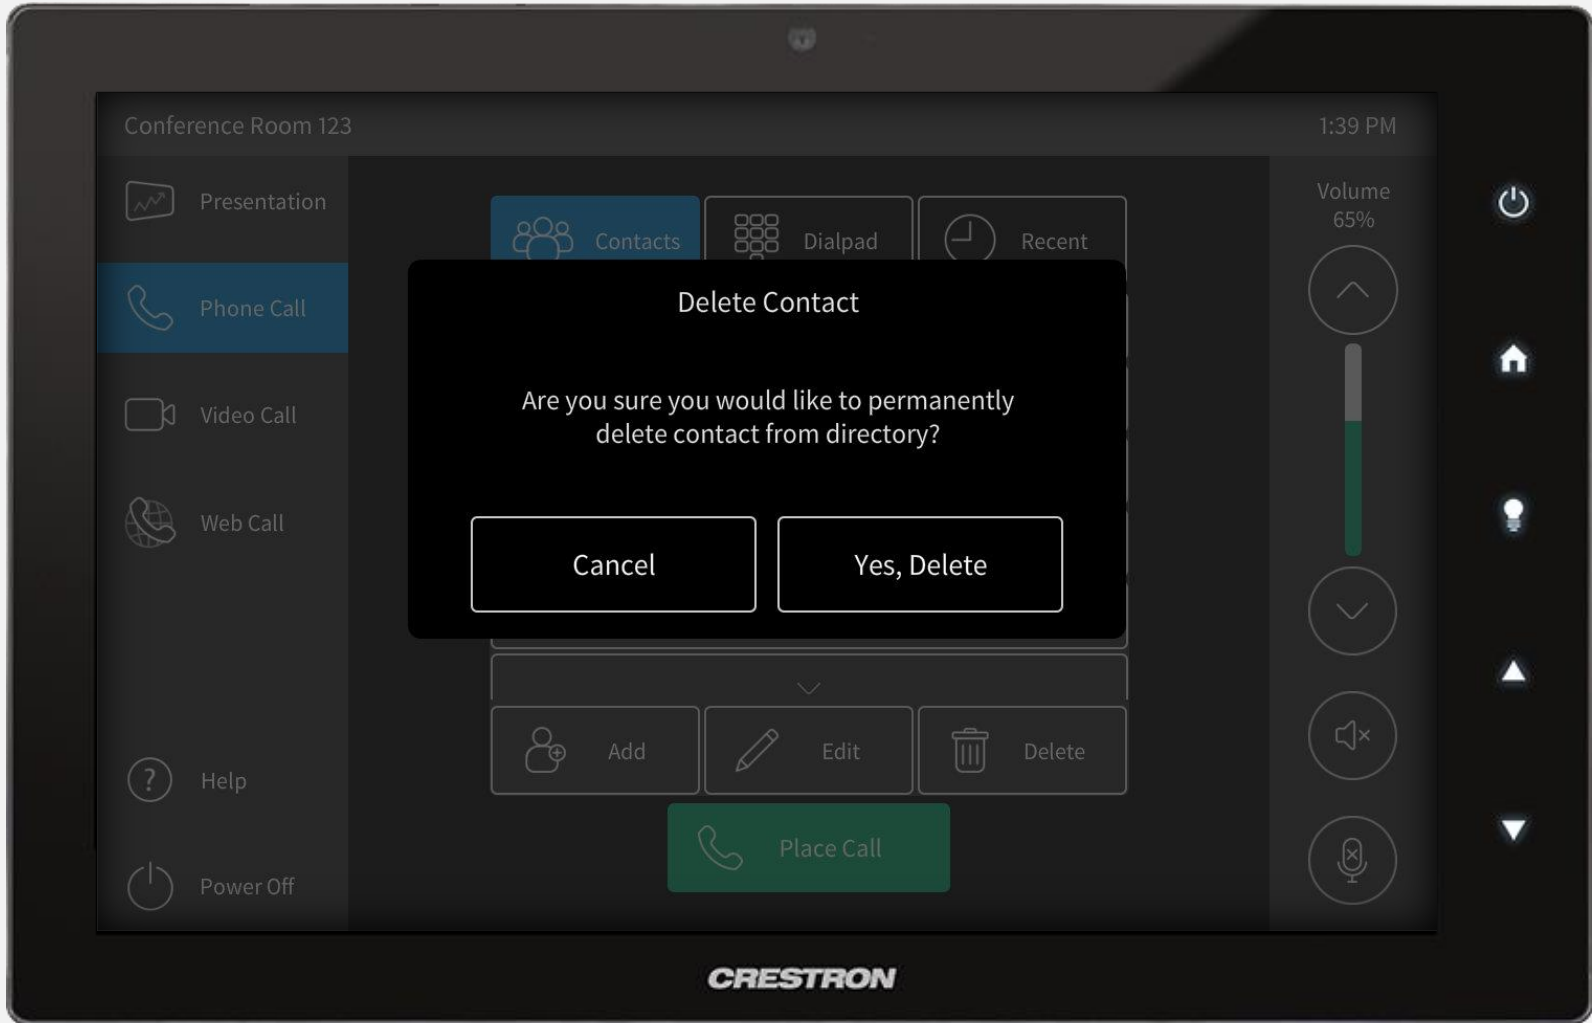 Conference Room 123
1:39 PM
Presentation
Phone Call
Video Call
Web Call
Help
Power Off
Contacts
Dialpad
Recent
Delete Contact
Are you sure you would like to permanently
delete contact from directory?
Cancel
Yes, Delete
Add
Edit
Delete
Place Call
Volume
65%
CRESTRON